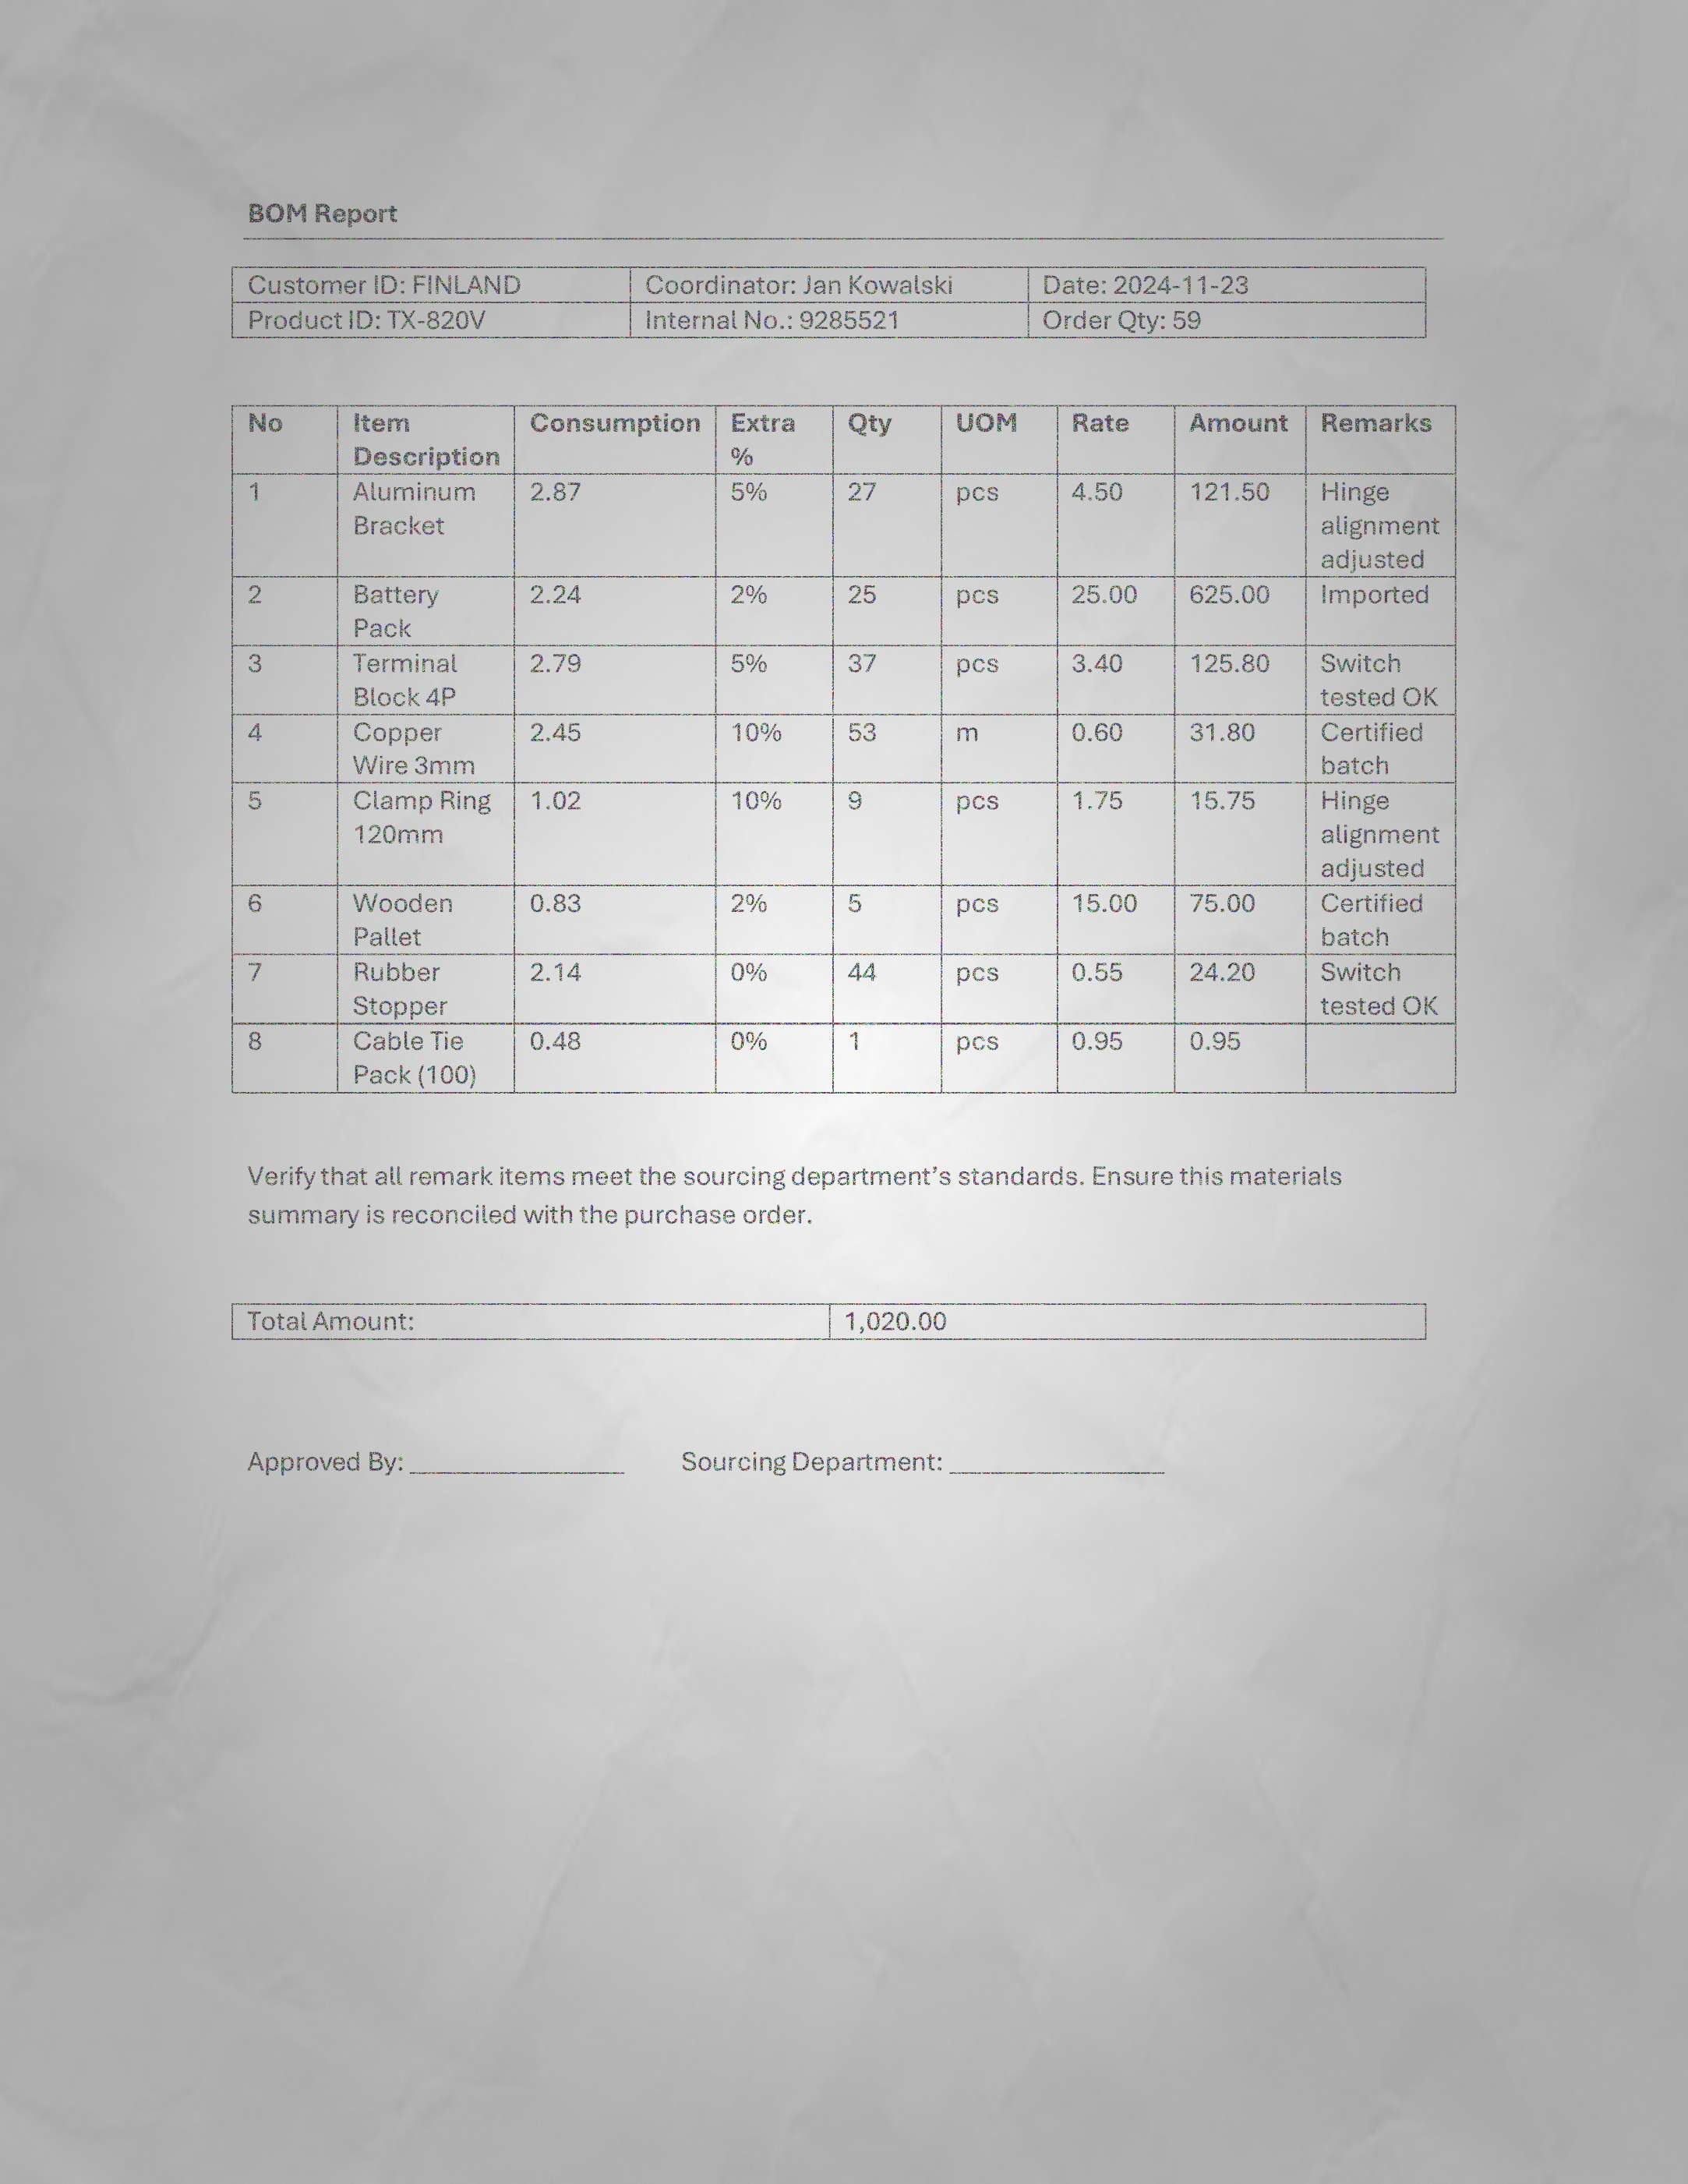 BOM Report
Customer ID: FINLAND Coordinator: Jan Kowalski Date: 2024-11-23
Product ID: TX-820V Internal No.: 9285521 Order Qty: 59
No Item Description Consumption Extra % Qty UOM Rate Amount Remarks
1 Aluminum Bracket 2.87 5% 27 pcs 4.50 121.50 Hinge alignment adjusted
2 Battery Pack 2.24 2% 25 pcs 25.00 625.00 Imported
3 Terminal Block 4P 2.79 5% 37 pcs 3.40 125.80 Switch tested OK
4 Copper Wire 3mm 2.45 10% 53 m 0.60 31.80 Certified batch
5 Clamp Ring 120mm 1.02 10% 9 pcs 1.75 15.75 Hinge alignment adjusted
6 Wooden Pallet 0.83 2% 5 pcs 15.00 75.00 Certified batch
7 Rubber Stopper 2.14 0% 44 pcs 0.55 24.20 Switch tested OK
8 Cable Tie Pack (100) 0.48 0% 1 pcs 0.95 0.95
Verify that all remark items meet the sourcing department's standards. Ensure this materials
summary is reconciled with the purchase order.
Total Amount: 1,020.00
Approved By: ________________ Sourcing Department: ________________